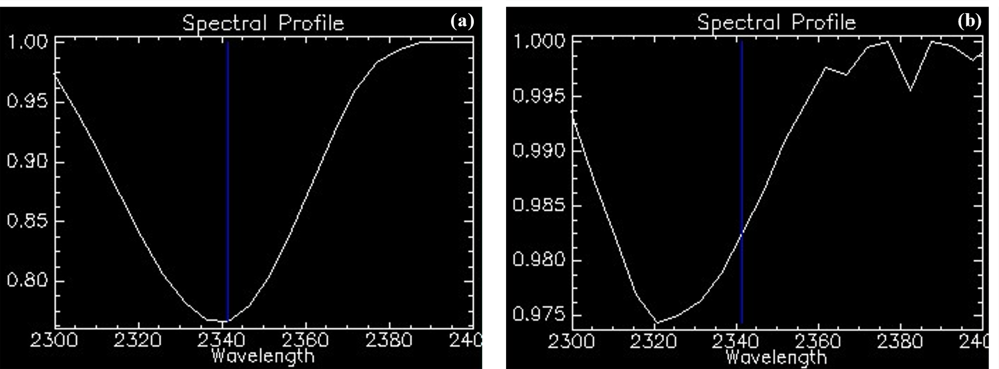 Spectral Profile (a)
1.00
0.95
0.90
0.85
0.80
2300 2320 2340 2360 2380 240
Wavelength
Spectral Profile (b)
1.000
0.995
0.990
0.985
0.980
0.975
2300 2320 2340 2360 2380 240
Wavelength